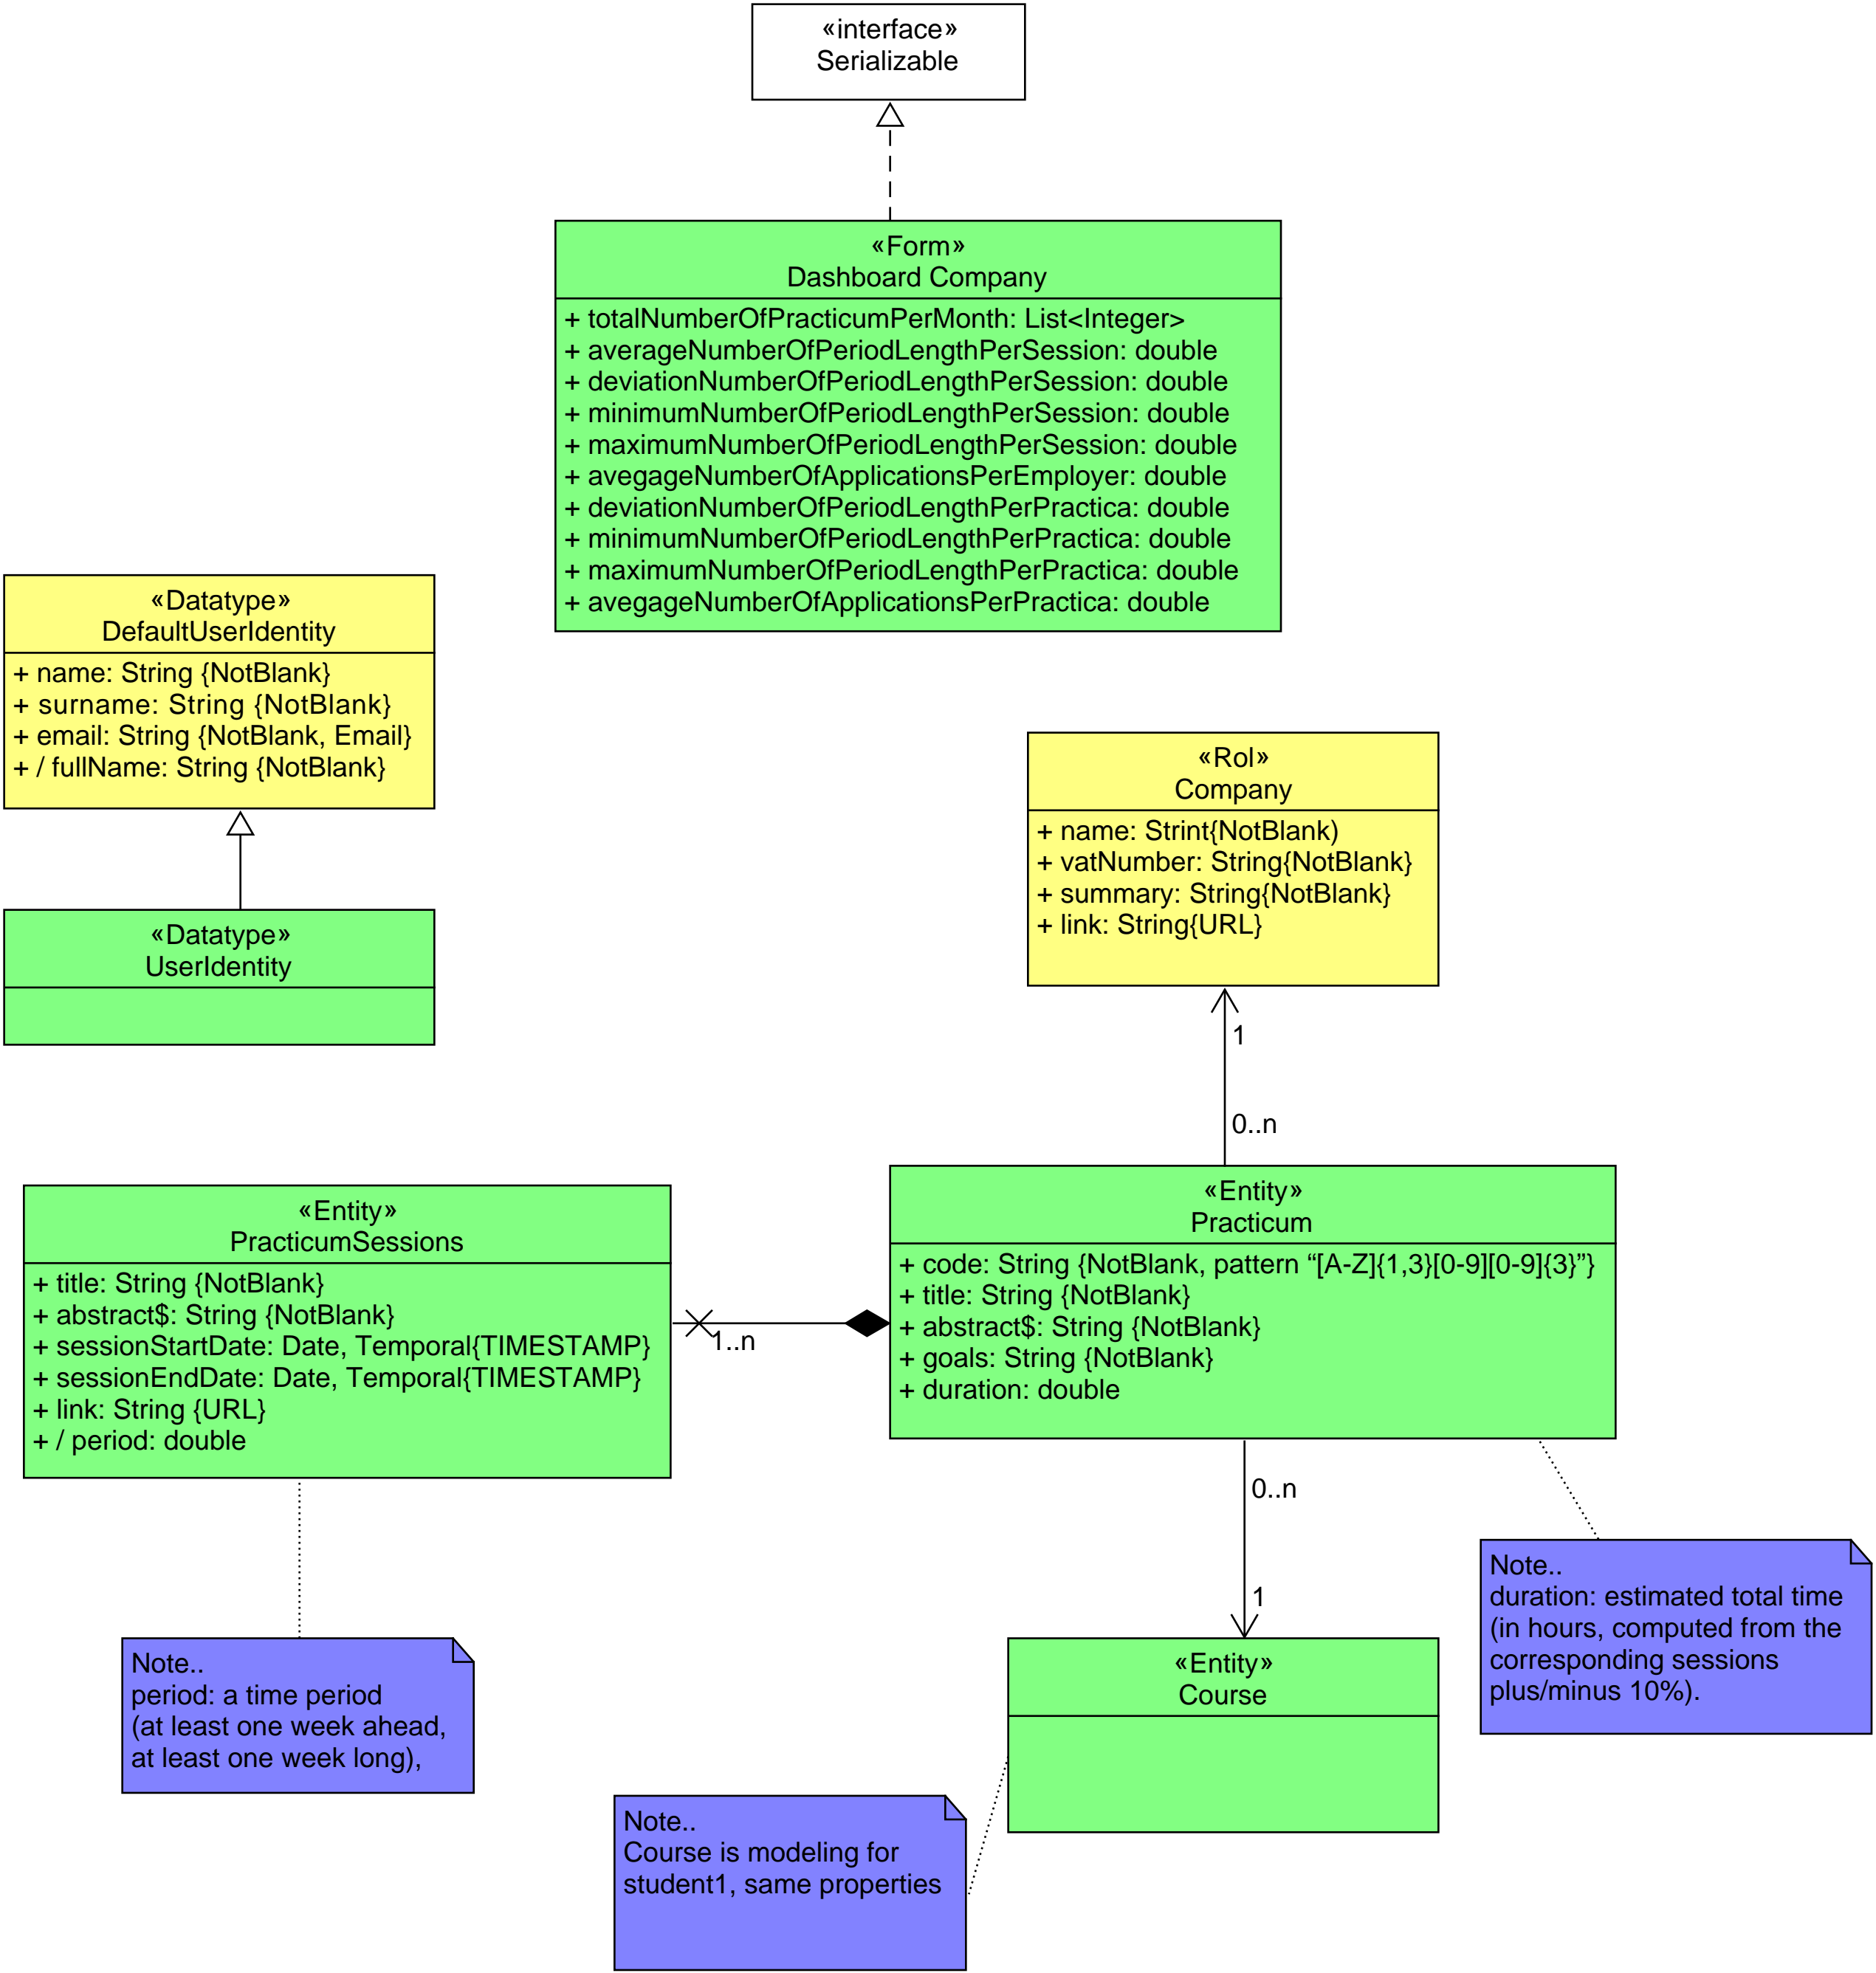 «interface»
Serializable
«Form»
Dashboard Company
+ totalNumberOfPracticumPerMonth: List<Integer>
+ averageNumberOfPeriodLengthPerSession: double
+ deviationNumberOfPeriodLengthPerSession: double
+ minimumNumberOfPeriodLengthPerSession: double
+ maximumNumberOfPeriodLengthPerSession: double
+ avegageNumberOfApplicationsPerEmployer: double
+ deviationNumberOfPeriodLengthPerPractica: double
+ minimumNumberOfPeriodLengthPerPractica: double
+ maximumNumberOfPeriodLengthPerPractica: double
+ avegageNumberOfApplicationsPerPractica: double
«Datatype»
DefaultUserIdentity
+ name: String {NotBlank}
+ surname: String {NotBlank}
+ email: String {NotBlank, Email}
+ / fullName: String {NotBlank}
«Datatype»
UserIdentity
«Rol»
Company
+ name: Strint{NotBlank)
+ vatNumber: String{NotBlank}
+ summary: String{NotBlank}
+ link: String{URL}
1
0..n
«Entity»
PracticumSessions
+ title: String {NotBlank}
+ abstract$: String {NotBlank}
+ sessionStartDate: Date, Temporal{TIMESTAMP}
+ sessionEndDate: Date, Temporal{TIMESTAMP}
+ link: String {URL}
+ / period: double
1..n
«Entity»
Practicum
+ code: String {NotBlank, pattern “[A-Z]{1,3}[0-9][0-9]{3}”}
+ title: String {NotBlank}
+ abstract$: String {NotBlank}
+ goals: String {NotBlank}
+ duration: double
0..n
1
Note..
duration: estimated total time
(in hours, computed from the
corresponding sessions
plus/minus 10%).
Note..
period: a time period
(at least one week ahead,
at least one week long),
«Entity»
Course
Note..
Course is modeling for
student1, same properties